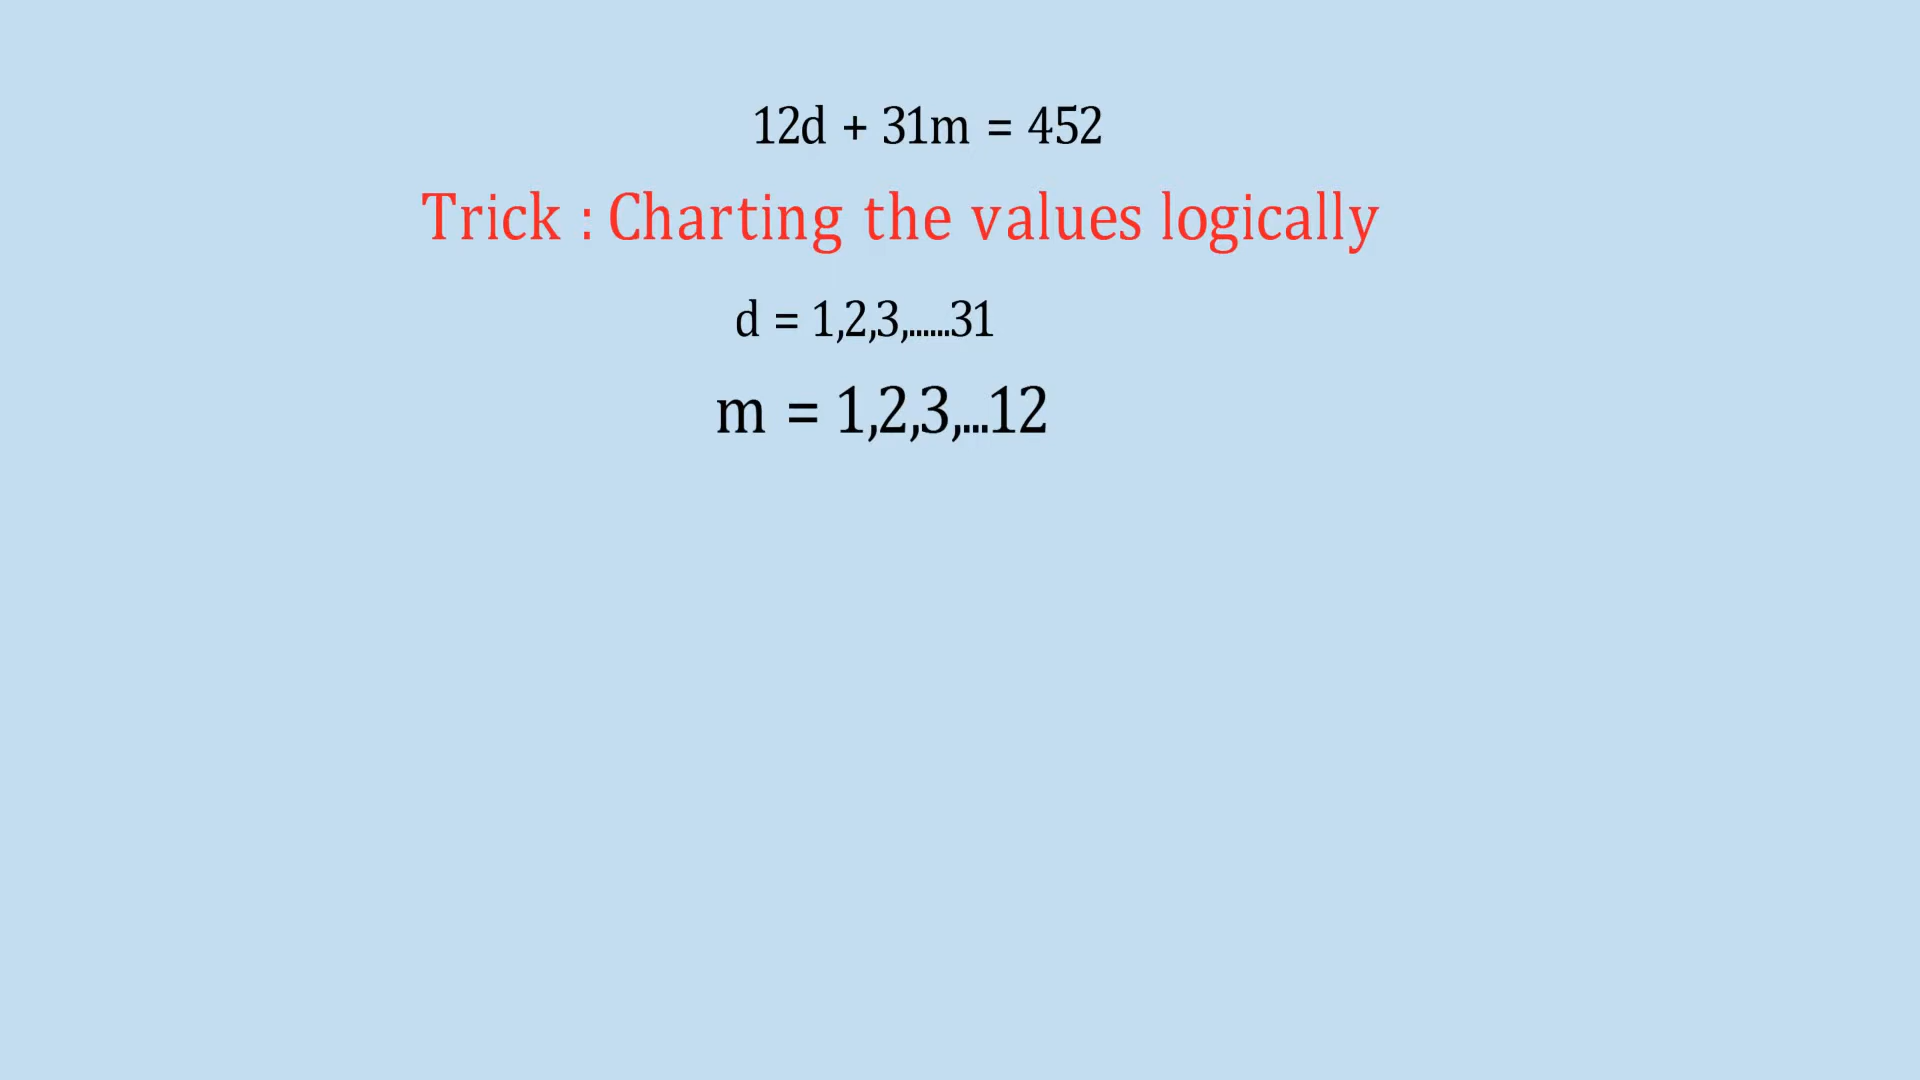 12d + 31m = 452
Trick : Charting the values logically
d = 1,2,3,......31
m = 1,2,3,...12